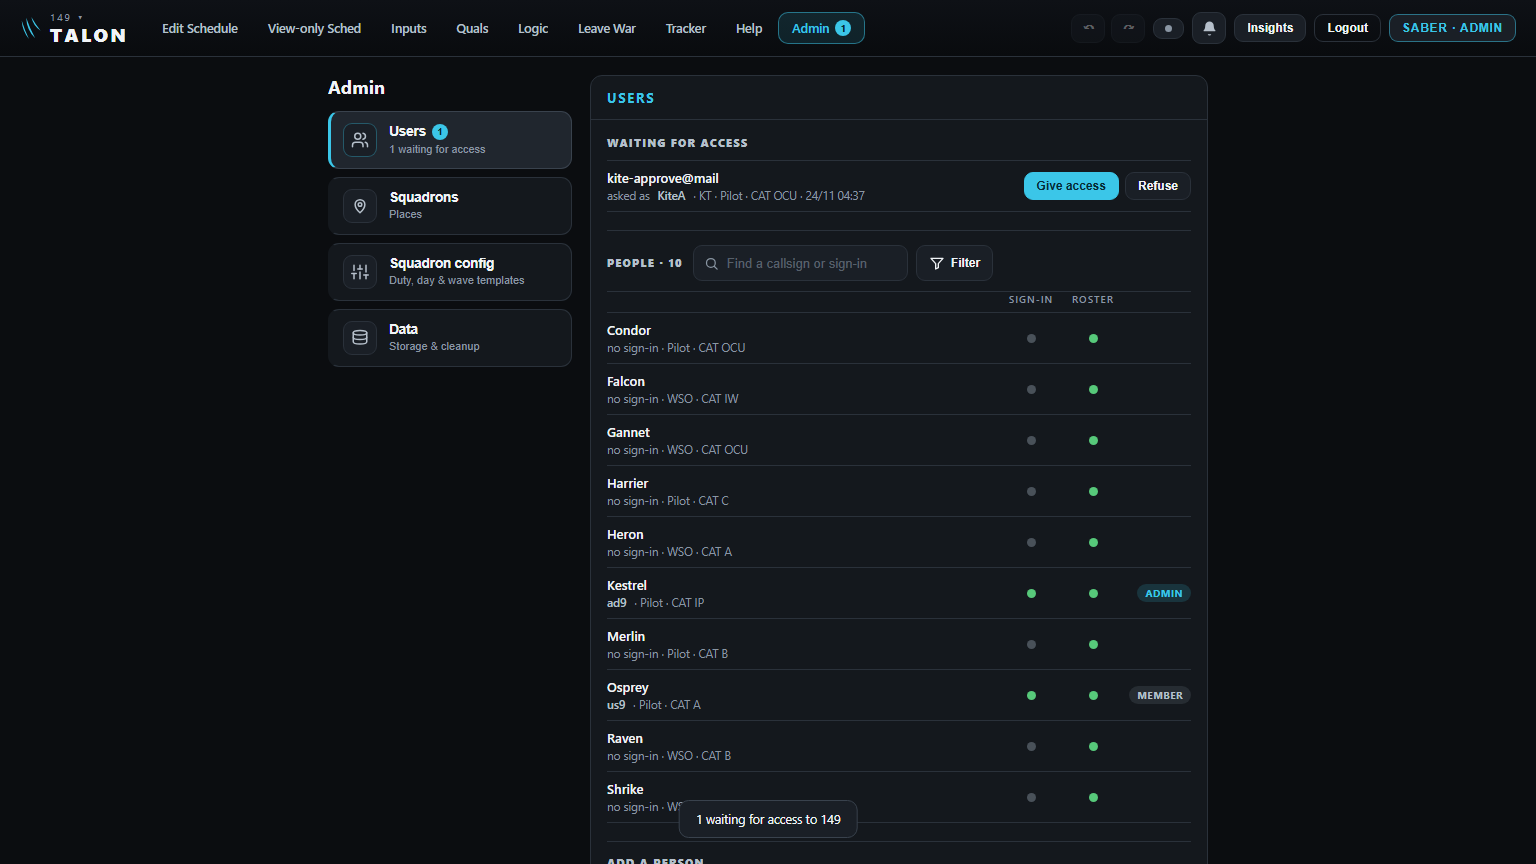 149 ▾
TALON
Edit Schedule
View-only Sched
Inputs
Quals
Logic
Leave War
Tracker
Help
Admin 1
Insights
Logout
SABER · ADMIN
Admin
Users 1
1 waiting for access
Squadrons
Places
Squadron config
Duty, day & wave templates
Data
Storage & cleanup
USERS
WAITING FOR ACCESS
kite-approve@mail
asked as KiteA · KT · Pilot · CAT OCU · 24/11 04:37
Give access
Refuse
PEOPLE · 10
Find a callsign or sign-in
Filter
SIGN-IN ROSTER
Condor
no sign-in · Pilot · CAT OCU
Falcon
no sign-in · WSO · CAT IW
Gannet
no sign-in · WSO · CAT OCU
Harrier
no sign-in · Pilot · CAT C
Heron
no sign-in · WSO · CAT A
Kestrel
ad9 · Pilot · CAT IP
ADMIN
Merlin
no sign-in · Pilot · CAT B
Osprey
us9 · Pilot · CAT A
MEMBER
Raven
no sign-in · WSO · CAT B
Shrike
no sign-in ·
1 waiting for access to 149
ADD A PERSON